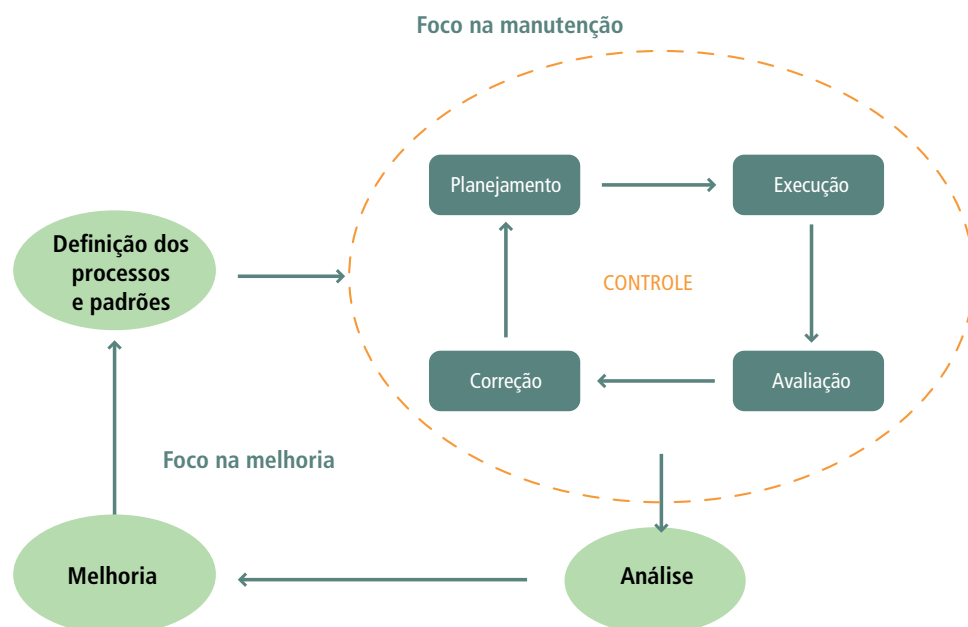 Foco na manutenção
Planejamento
Execução
Definição dos
processos
e padrões
CONTROLE
Correção
Avaliação
Foco na melhoria
Melhoria
Análise